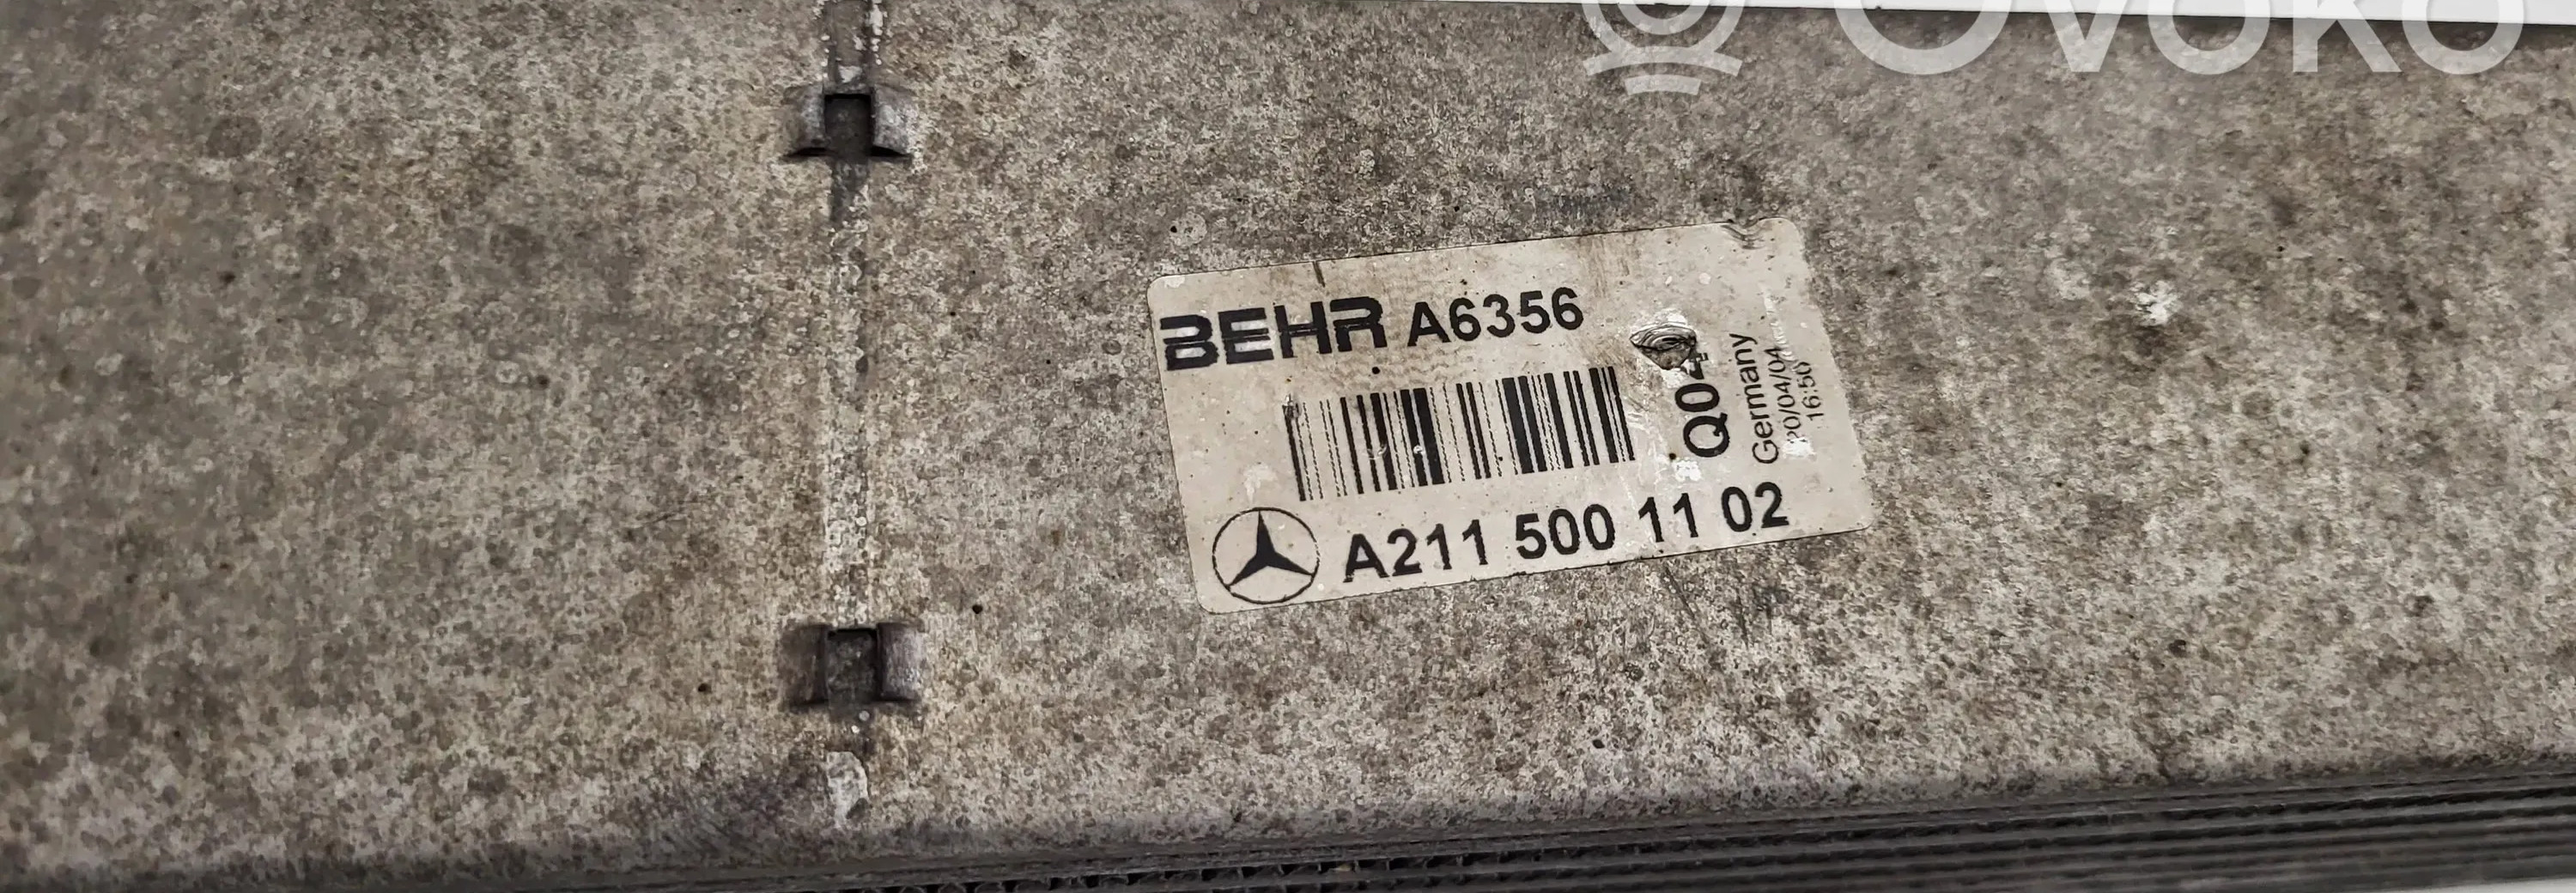 Ovoko
BEHR A6356
Q04
Germany
20/04/04
16:50
A211 500 11 02